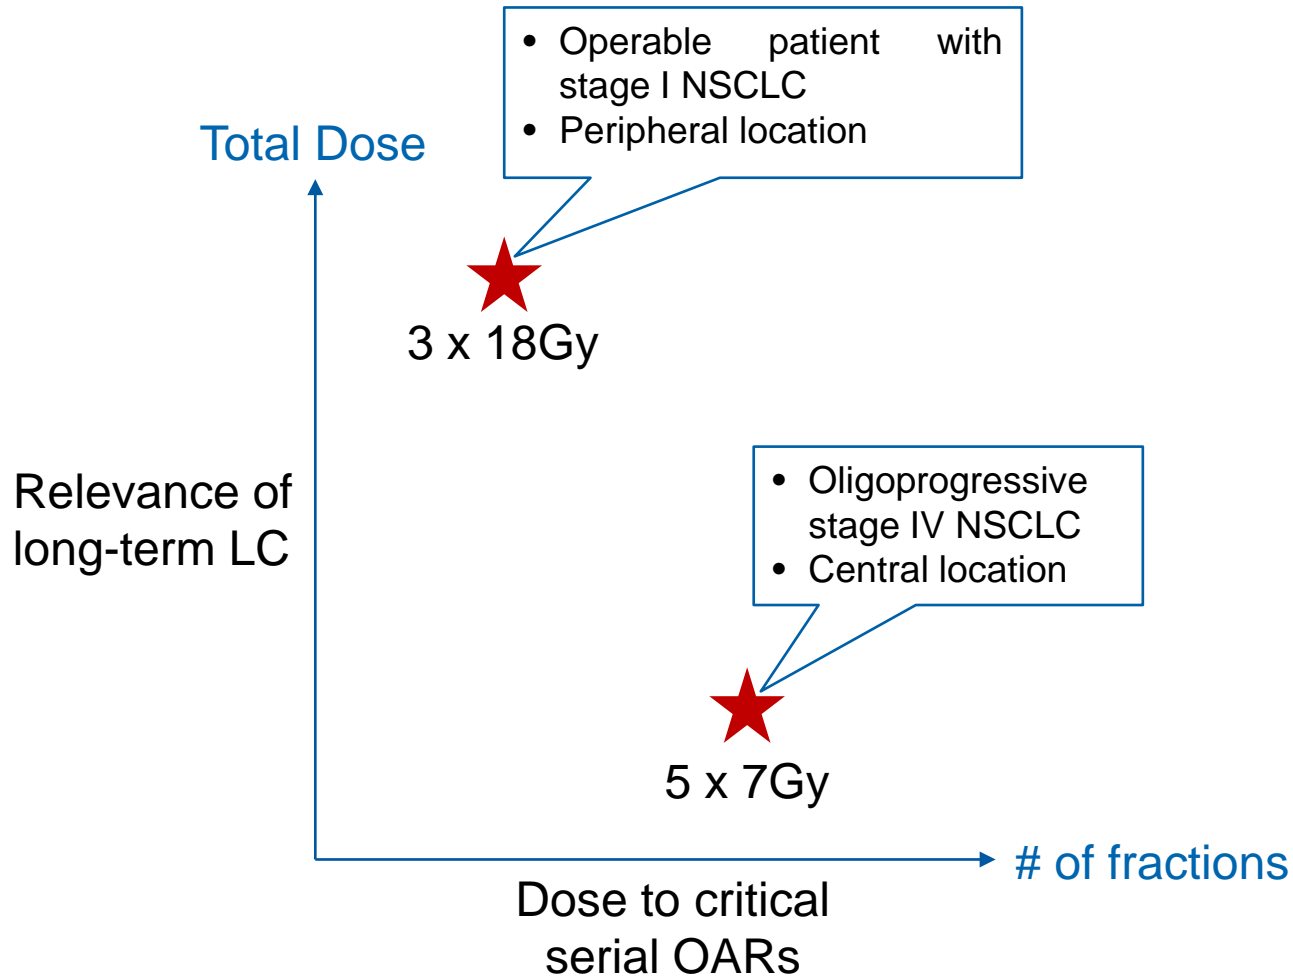 • Operable patient with
stage I NSCLC
• Peripheral location
Total Dose
3 x 18Gy
Relevance of
long-term LC
• Oligoprogressive
stage IV NSCLC
• Central location
5 x 7Gy
# of fractions
Dose to critical
serial OARs